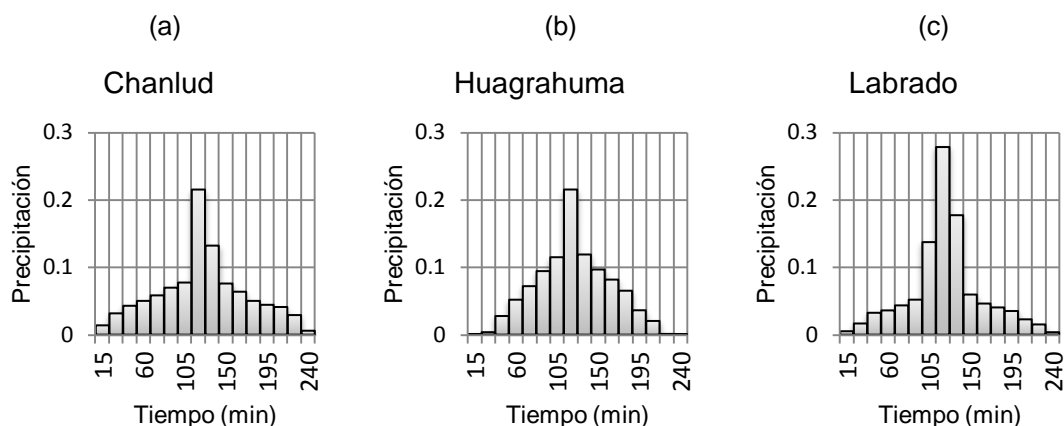 (a)
(b)
(c)
Chanlud
Huagrahuma
Labrado
Precipitación
0.3
0.2
0.1
0
15
60
105
150
195
240
Tiempo (min)
Precipitación
0.3
0.2
0.1
0
15
60
105
150
195
240
Tiempo (min)
Precipitación
0.3
0.2
0.1
0
15
60
105
150
195
240
Tiempo (min)